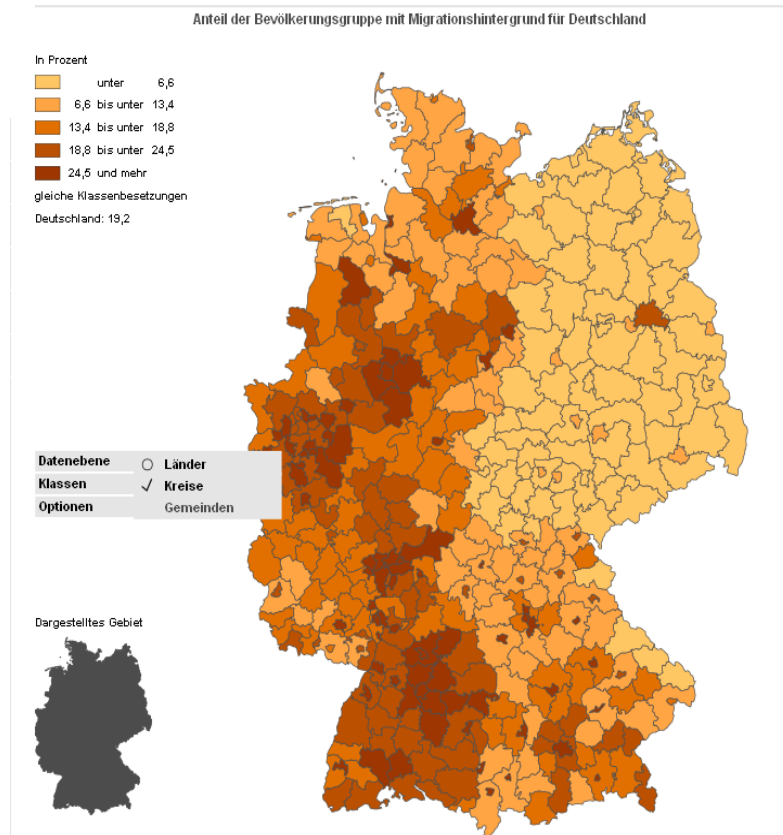 Anteil der Bevölkerungsgruppe mit Migrationshintergrund für Deutschland
In Prozent
unter 6,6
6,6 bis unter 13,4
13,4 bis unter 18,8
18,8 bis unter 24,5
24,5 und mehr
gleiche Klassenbesetzungen
Deutschland: 19,2
Datenebene
Klassen
Optionen
Länder
Kreise
Gemeinden
Dargestelltes Gebiet